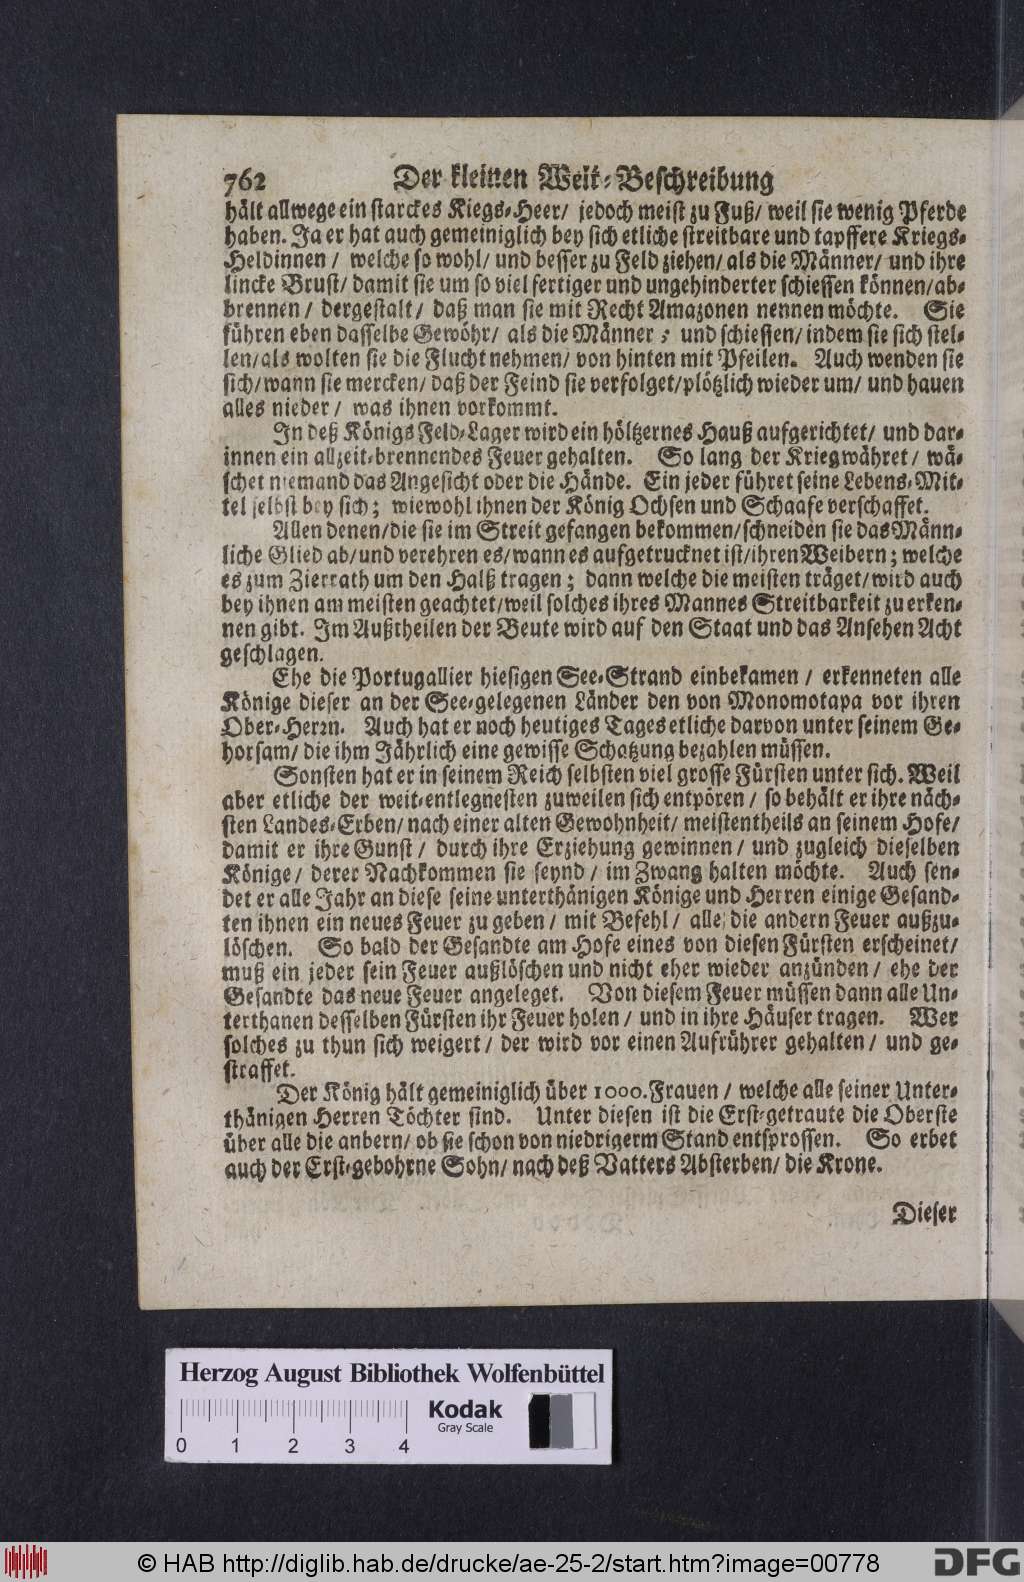 762 Der kleinen Welt-Beschreibung
hält allwege ein starckes Kiegs-Heer/ jedoch meist zu Fuß/ weil sie wenig Pferde
haben. Ja er hat auch gemeiniglich bey sich etliche streitbare und tapffere Kriegs-
Heldinnen / welche so wohl/ und besser zu Feld ziehen/ als die Männer/ und ihre
lincke Brust/ damit sie um so viel fertiger und ungehinderter schiessen können/ ab-
brennen / dergestalt / daß man sie mit Recht Amazonen nennen möchte. Sie
führen eben dasselbe Gewöhr/ als die Männer ; und schiessen/ indem sie sich stel-
len/ als wolten sie die Flucht nehmen/ von hinten mit Pfeilen. Auch wenden sie
sich/ wann sie mercken/ daß der Feind sie verfolget/ plötzlich wieder um/ und hauen
alles nieder / was ihnen vorkommt.
In deß Königs Feld-Lager wird ein höltzernes Hauß aufgerichtet/ und dar-
innen ein allzeit-brennendes Feuer gehalten. So lang der Krieg währet / wä-
schet niemand das Angesicht oder die Hände. Ein jeder führet seine Lebens-Mit-
tel selbst bey sich; wiewohl ihnen der König Ochsen und Schaafe verschaffet.
Allen denen/ die sie im Streit gefangen bekommen/ schneiden sie das Männ-
liche Glied ab/ und verehren es/ wann es aufgetrucknet ist/ ihren Weibern; welche
es zum Zierrath um den Halß tragen ; dann welche die meisten träget/ wird auch
bey ihnen am meisten geachtet/ weil solches ihres Mannes Streitbarkeit zu erken-
nen gibt. Im Außtheilen der Beute wird auf den Staat und das Ansehen Acht
geschlagen.
Ehe die Portugallier hiesigen See-Strand einbekamen / erkenneten alle
Könige dieser an der See-gelegenen Länder den von Monomotapa vor ihren
Ober-Herrn. Auch hat er noch heutiges Tages etliche darvon unter seinem Ge-
horsam/ die ihm Jährlich eine gewisse Schatzung bezahlen müssen.
Sonsten hat er in seinem Reich selbsten viel grosse Fürsten unter sich. Weil
aber etliche der weit-entlegnesten zuweilen sich entpören / so behält er ihre näch-
sten Landes-Erben/ nach einer alten Gewohnheit/ meistentheils an seinem Hofe/
damit er ihre Gunst / durch ihre Erziehung gewinnen / und zugleich dieselben
Könige / derer Nachkommen sie seynd / im Zwang halten möchte. Auch sen-
det er alle Jahr an diese seine unterthänigen Könige und Herren einige Gesand-
ten ihnen ein neues Feuer zu geben / mit Befehl / alle die andern Feuer außzu-
löschen. So bald der Gesandte am Hofe eines von diesen Fürsten erscheinet/
muß ein jeder sein Feuer außlöschen und nicht eher wieder anzünden / ehe der
Gesandte das neue Feuer angeleget. Von diesem Feuer müssen dann alle Un-
terthanen desselben Fürsten ihr Feuer holen / und in ihre Häuser tragen. Wer
solches zu thun sich weigert / der wird vor einen Aufrührer gehalten / und ge-
straffet.
Der König hält gemeiniglich über 1000. Frauen / welche alle seiner Unter-
thänigen Herren Töchter sind. Unter diesen ist die Erst-getraute die Oberste
über alle die anbern/ ob sie schon von niedrigerm Stand entsprossen. So erbet
auch der Erst-gebohrne Sohn/ nach deß Vatters Absterben/ die Krone.
Dieser
Herzog August Bibliothek Wolfenbüttel
Kodak
Gray Scale
0 1 2 3 4
© HAB http://diglib.hab.de/drucke/ae-25-2/start.htm?image=00778
DFG